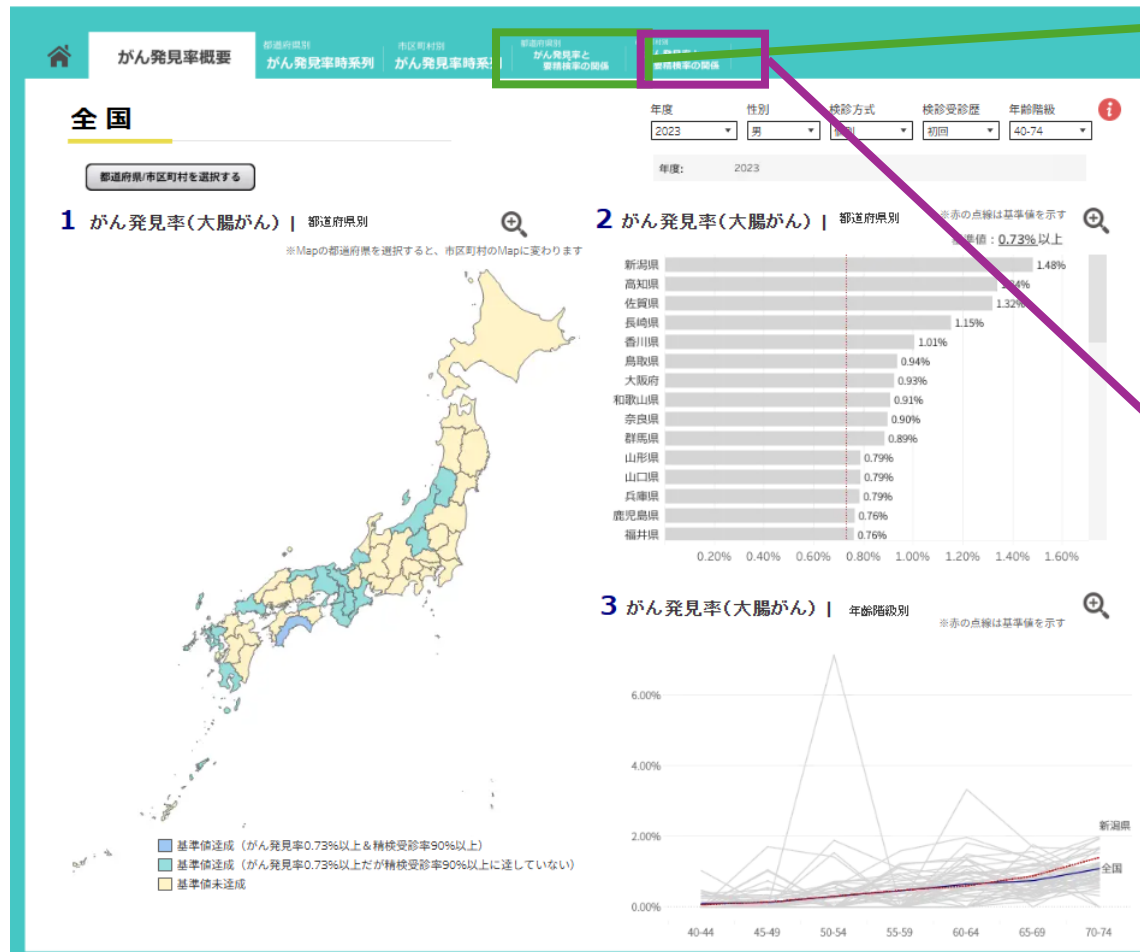 がん発見率概要
都道府県別
がん発見率時系列
市区町村別
がん発見率時系列
都道府県別
がん発見率と
要精検率の関係
要精検率の関係
全国
都道府県/市区町村を選択する
年度
性別
検診方式
検診受診歴
年齢階級
2023
男
初回
40-74
年度:
2023
1 がん発見率(大腸がん) | 都道府県別
※Mapの都道府県を選択すると、市区町村のMapに変わります
基準値達成（がん発見率0.73%以上＆精検受診率90%以上）
基準値達成（がん発見率0.73%以上だが精検受診率90%以上に達していない）
基準値未達成
2 がん発見率(大腸がん) | 都道府県別
※赤の点線は基準値を示す
準値：0.73%以上
新潟県 1.48%
高知県
佐賀県 1.32%
長崎県 1.15%
香川県 1.01%
鳥取県 0.94%
大阪府 0.93%
和歌山県 0.91%
奈良県 0.90%
群馬県 0.89%
山形県 0.79%
山口県 0.79%
兵庫県 0.79%
鹿児島県 0.76%
福井県 0.76%
0.20% 0.40% 0.60% 0.80% 1.00% 1.20% 1.40% 1.60%
3 がん発見率(大腸がん) | 年齢階級別
※赤の点線は基準値を示す
6.00%
4.00%
2.00%
0.00%
新潟県
全国
40-44 45-49 50-54 55-59 60-64 65-69 70-74